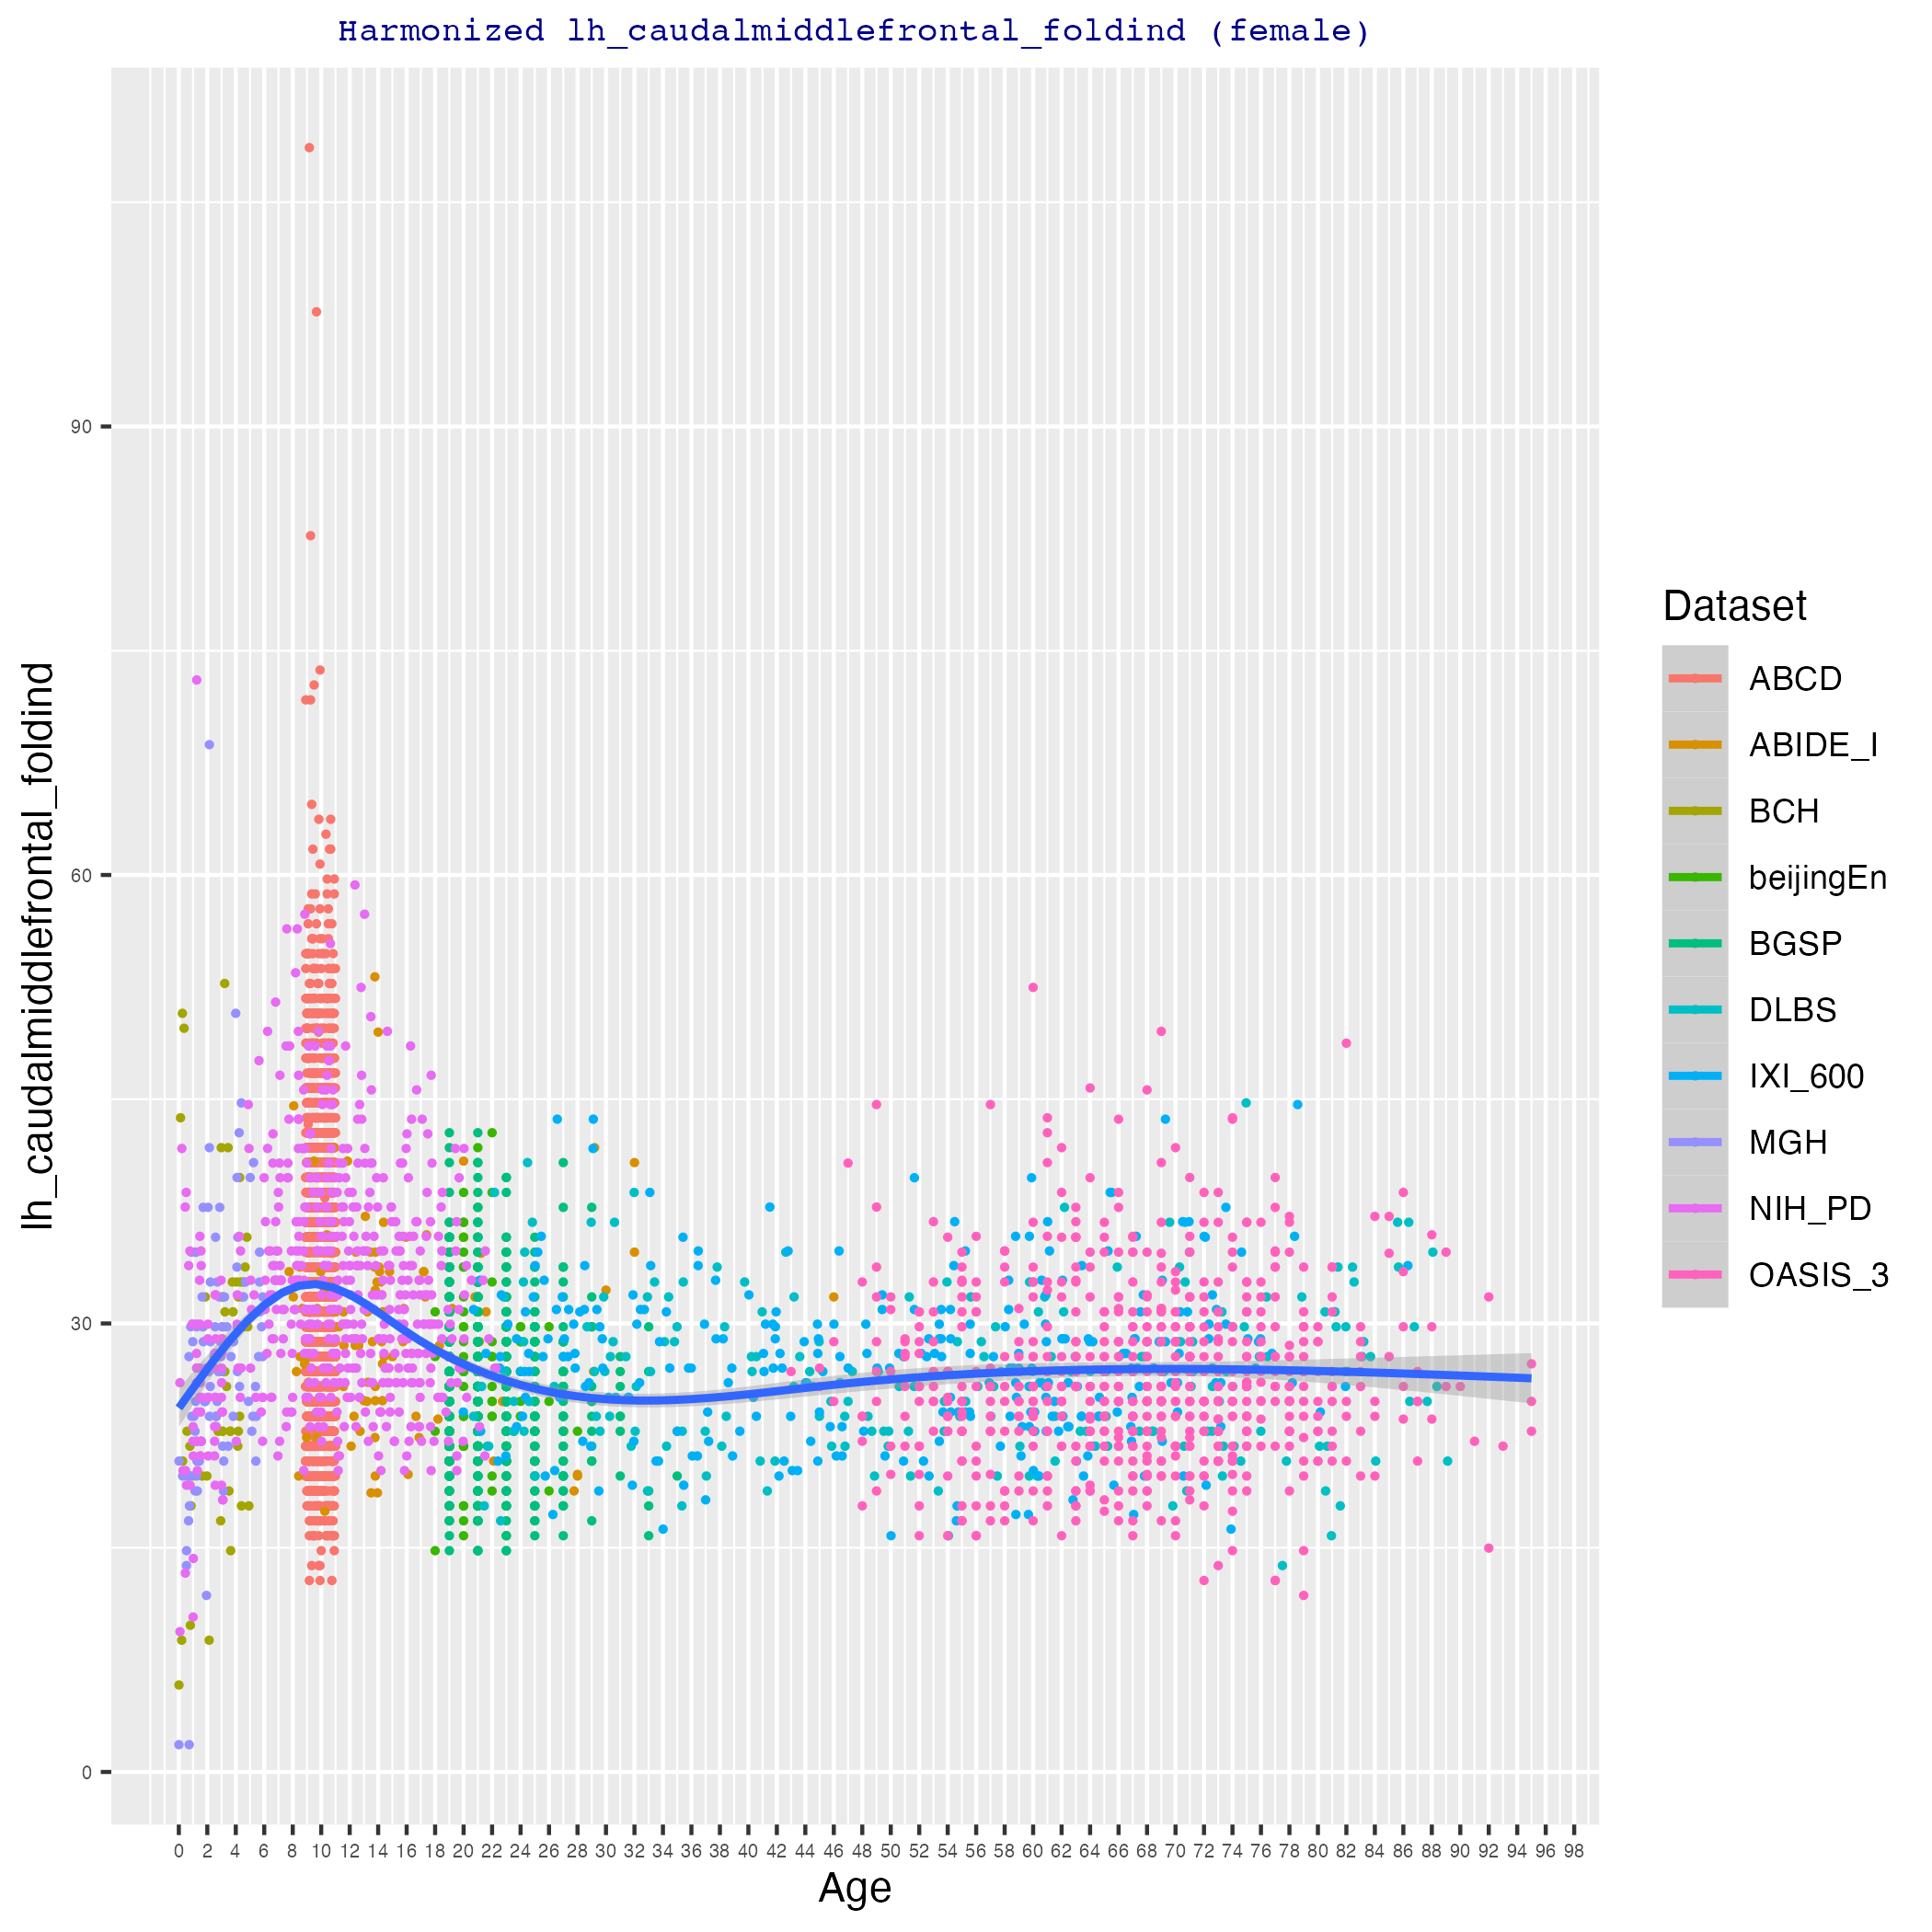 Harmonized lh_caudalmiddlefrontal_foldind (female)
lh_caudalmiddlefrontal_foldind
90
60
30
0
0 2 4 6 8 10 12 14 16 18 20 22 24 26 28 30 32 34 36 38 40 42 44 46 48 50 52 54 56 58 60 62 64 66 68 70 72 74 76 78 80 82 84 86 88 90 92 94 96 98
Age
Dataset
ABCD
ABIDE_I
BCH
beijingEn
BGSP
DLBS
IXI_600
MGH
NIH_PD
OASIS_3